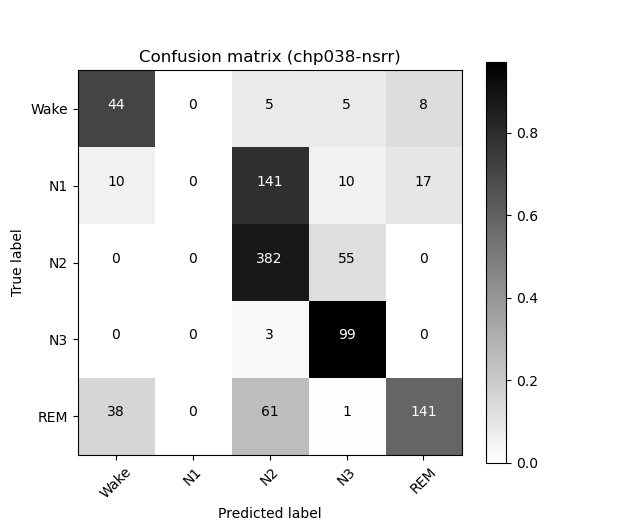 Confusion matrix (chp038-nsrr)
True label
Wake 44 0 5 5 8
N1 10 0 141 10 17
N2 0 0 382 55 0
N3 0 0 3 99 0
REM 38 0 61 1 141
Wake N1 N2 N3 REM
Predicted label
0.8
0.6
0.4
0.2
0.0